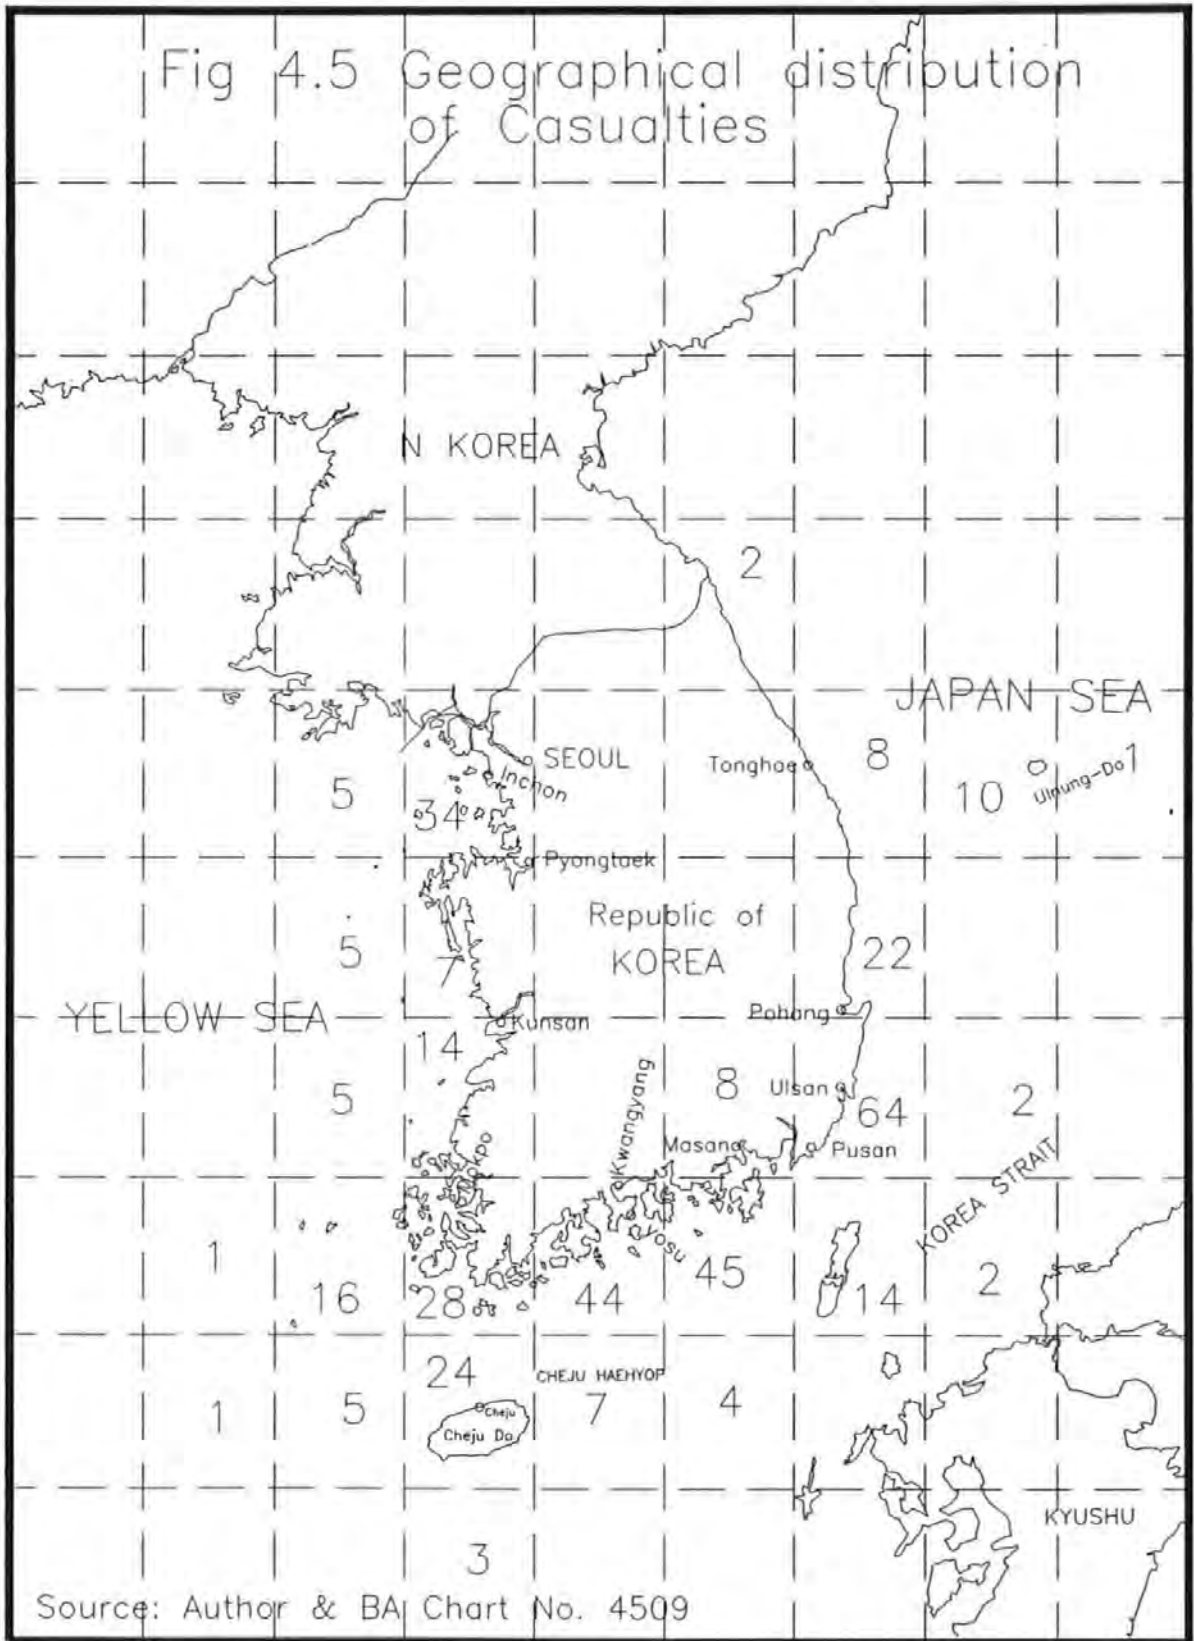 Fig 4.5 Geographical distribution
of Casualties
N KOREA
2
JAPAN SEA
SEOUL
Tonghae
8
1
Inchon
Ulnung-Do
5
34
10
Pyongtaek
Republic of
5
7
KOREA
22
YELLOW SEA
Kunsan
Pohang
14
5
Kwangyang
8
Ulsan
64
2
Mokpo
Masan
Pusan
KOREA STRAIT
Yosu
1
16
28
44
45
14
2
24
CHEJU HAEHYOP
1
5
Cheju
Cheju Do
7
4
KYUSHU
3
Source: Author & BA Chart No. 4509